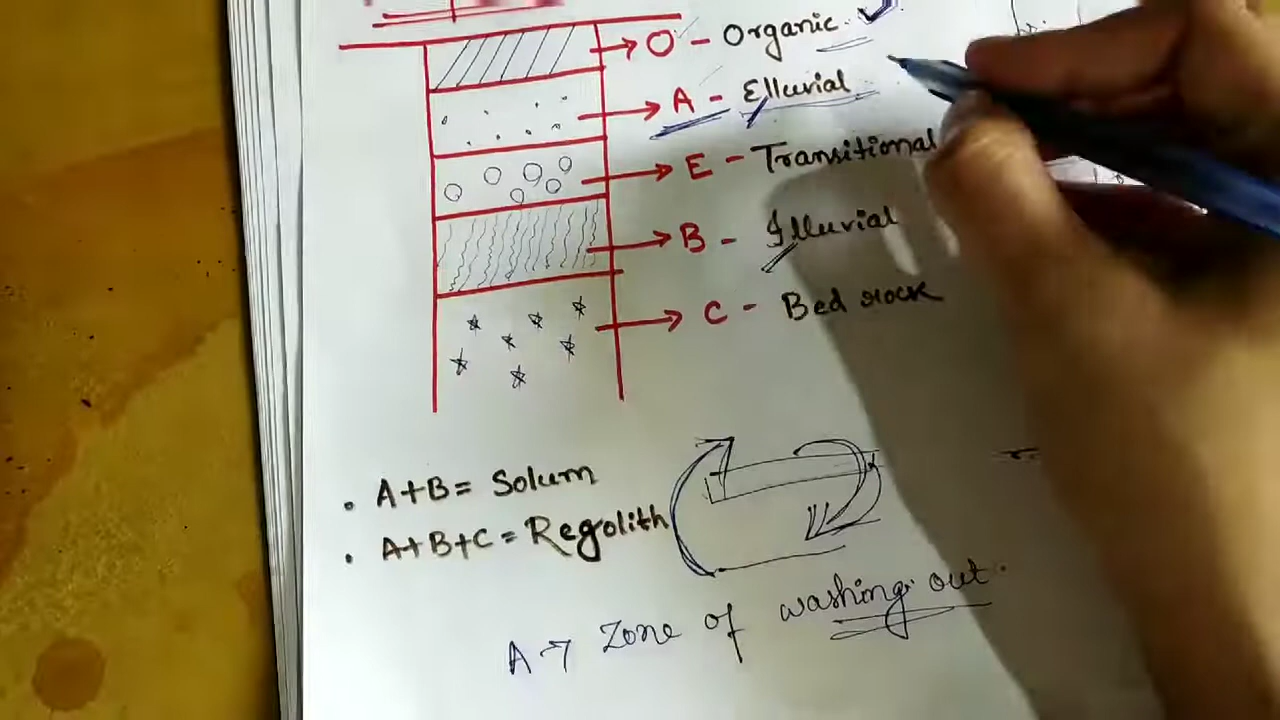 O - Organic
A - Elluvial
E - Transitional
B - Illuvial
C - Bed rock
. A+B = Solum
. A+B+C = Regolith
A → Zone of washing out.